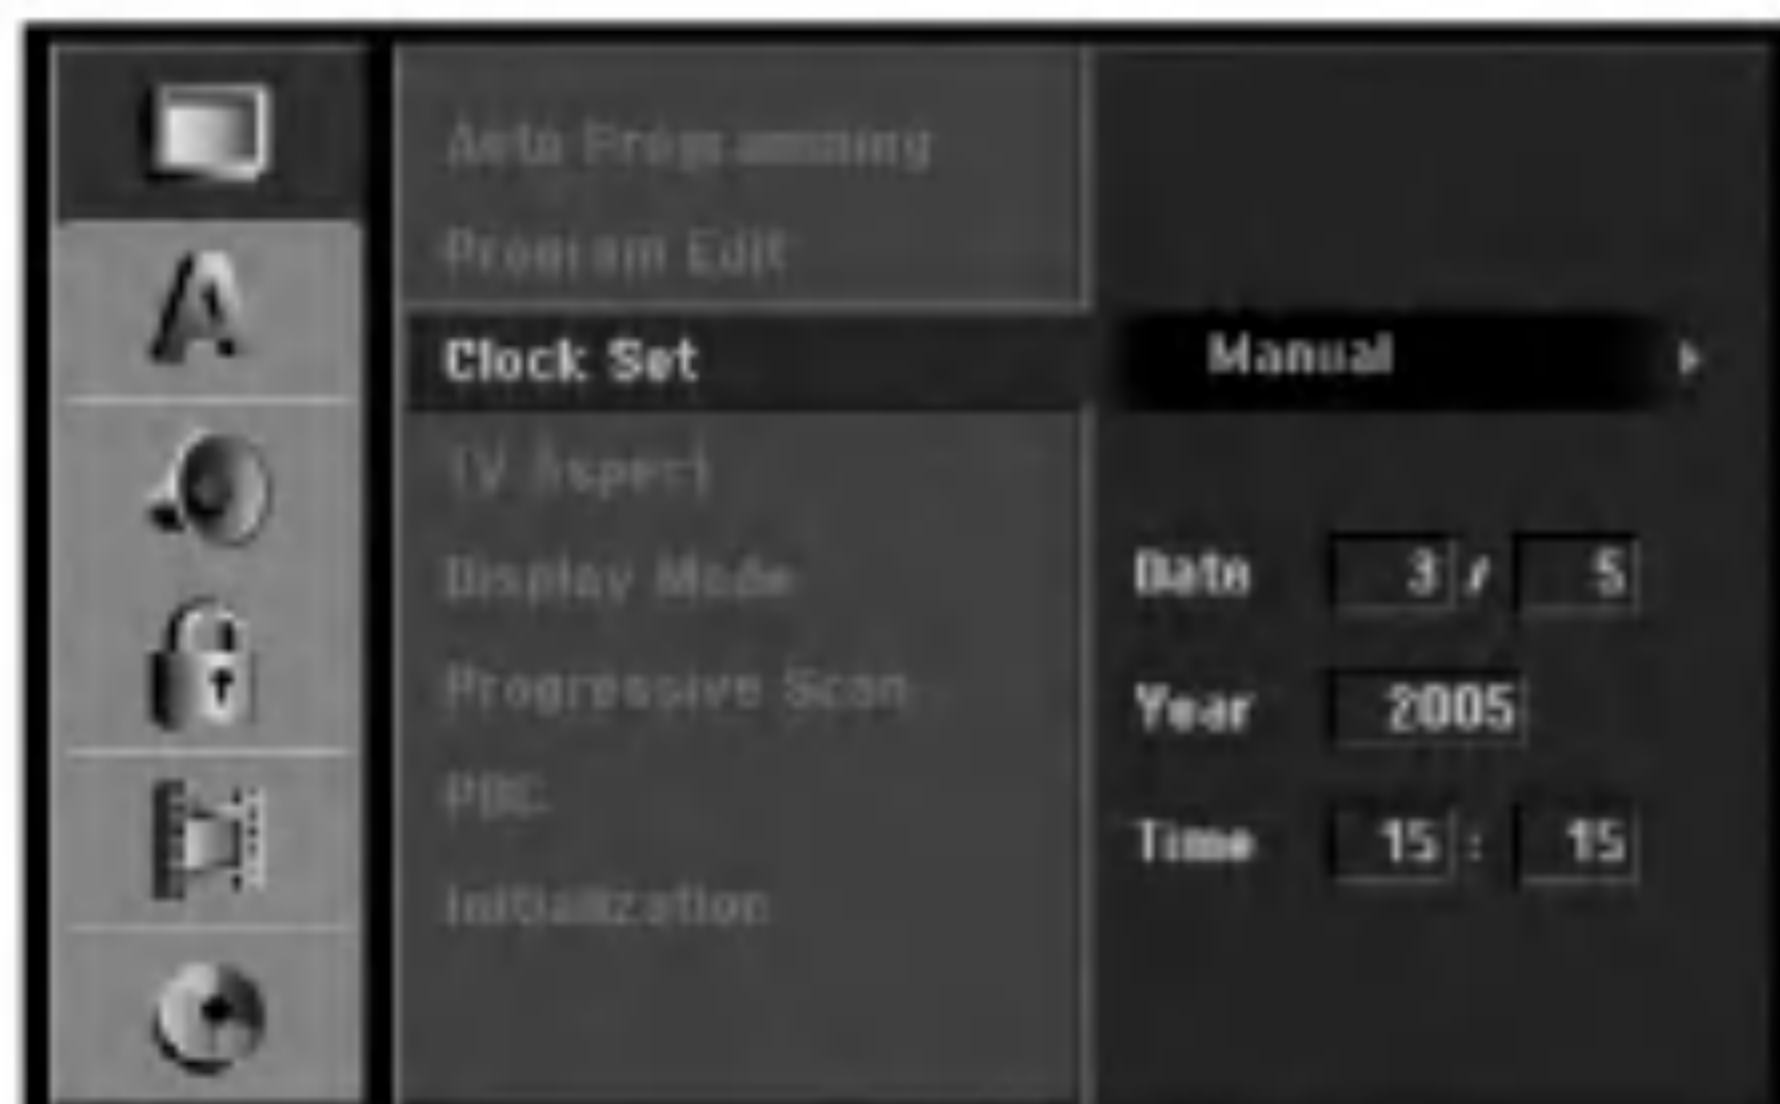 A
Auto Programming
Program Edit
Clock Set
Manual
TV Aspect
Display Mode
Progressive Scan
PBC
Initialization
Date 3 / 5
Year 2005
Time 15 : 15